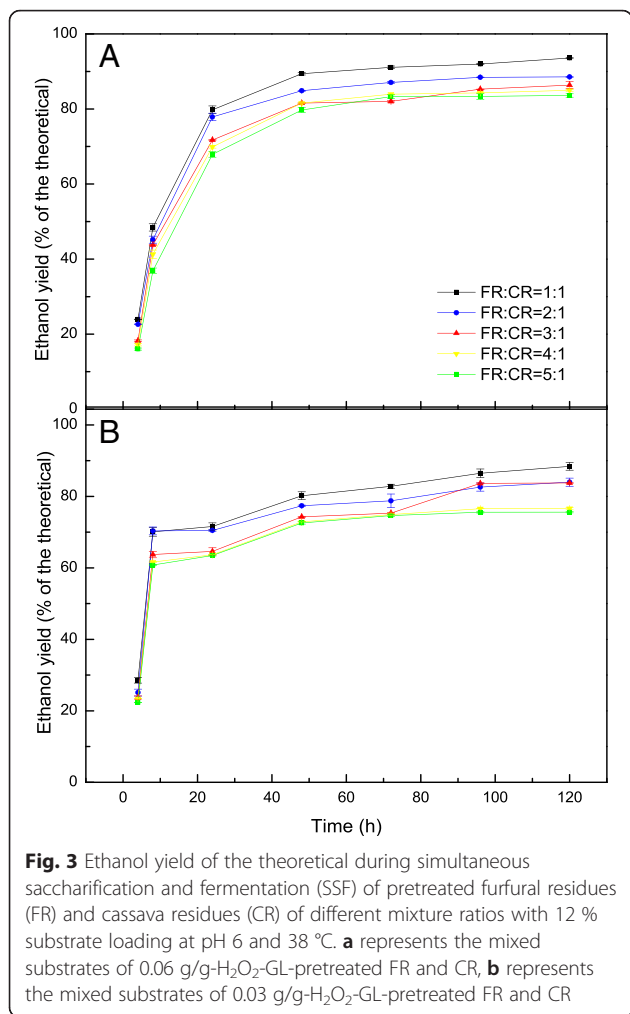 A
100
80
60
40
20
0
Ethanol yield (% of the theoretical)
FR:CR=1:1
FR:CR=2:1
FR:CR=3:1
FR:CR=4:1
FR:CR=5:1
B
100
80
60
40
20
0
Ethanol yield (% of the theoretical)
0 20 40 60 80 100 120
Time (h)
Fig. 3 Ethanol yield of the theoretical during simultaneous
saccharification and fermentation (SSF) of pretreated furfural residues
(FR) and cassava residues (CR) of different mixture ratios with 12 %
substrate loading at pH 6 and 38 °C. a represents the mixed
substrates of 0.06 g/g-H₂O₂-GL-pretreated FR and CR, b represents
the mixed substrates of 0.03 g/g-H₂O₂-GL-pretreated FR and CR